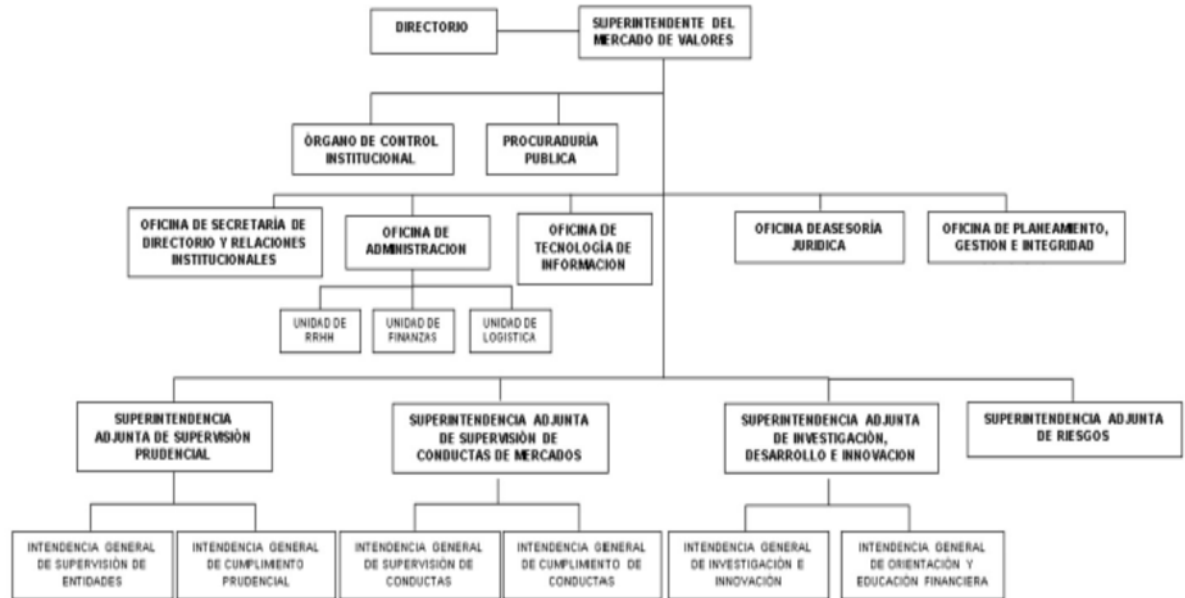 DIRECTORIO
SUPERINTENDENTE DEL
MERCADO DE VALORES
ÒRGANO DE CONTROL
INSTITUCIONAL
PROCURADURÍA
PUBLICA
OFICINA DE SECRETARÍA DE
DIRECTORIO Y RELACIONES
INSTITUCIONALES
OFICINA DE
ADMINISTRACION
OFICINA DE
TECNOLOGÍA DE
INFORMACION
OFICINA DEASESORÍA
JURIDICA
OFICINA DE PLANEAMIENTO,
GESTION E INTEGRIDAD
UNIDAD DE
RRHH
UNIDAD DE
FINANZAS
UNIDAD DE
LOGISTICA
SUPERINTENDENCIA
ADJUNTA DE SUPERVISIÒN
PRUDENCIAL
SUPERINTENDENCIA ADJUNTA
DE SUPERVISIÓN DE
CONDUCTAS DE MERCADOS
SUPERINTENDENCIA ADJUNTA
DE INVESTIGACIÒN,
DESARROLLO E INNOVACION
SUPERINTENDENCIA ADJUNTA
DE RIESGOS
INTENDENCIA GENERAL
DE SUPERVISIÒN DE
ENTIDADES
INTENDENCIA GENERAL
DE CUMPLIMIENTO
PRUDENCIAL
INTENDENCIA GENERAL
DE SUPERVISIÓN DE
CONDUCTAS
INTENDENCIA GENERAL
DE CUMPLIMIENTO DE
CONDUCTAS
INTENDENCIA GENERAL
DE INVESTIGACIÓN E
INNOVACIÓN
INTENDENCIA GENERAL
DE ORIENTACIÓN Y
EDUCACIÓN FINANCIERA